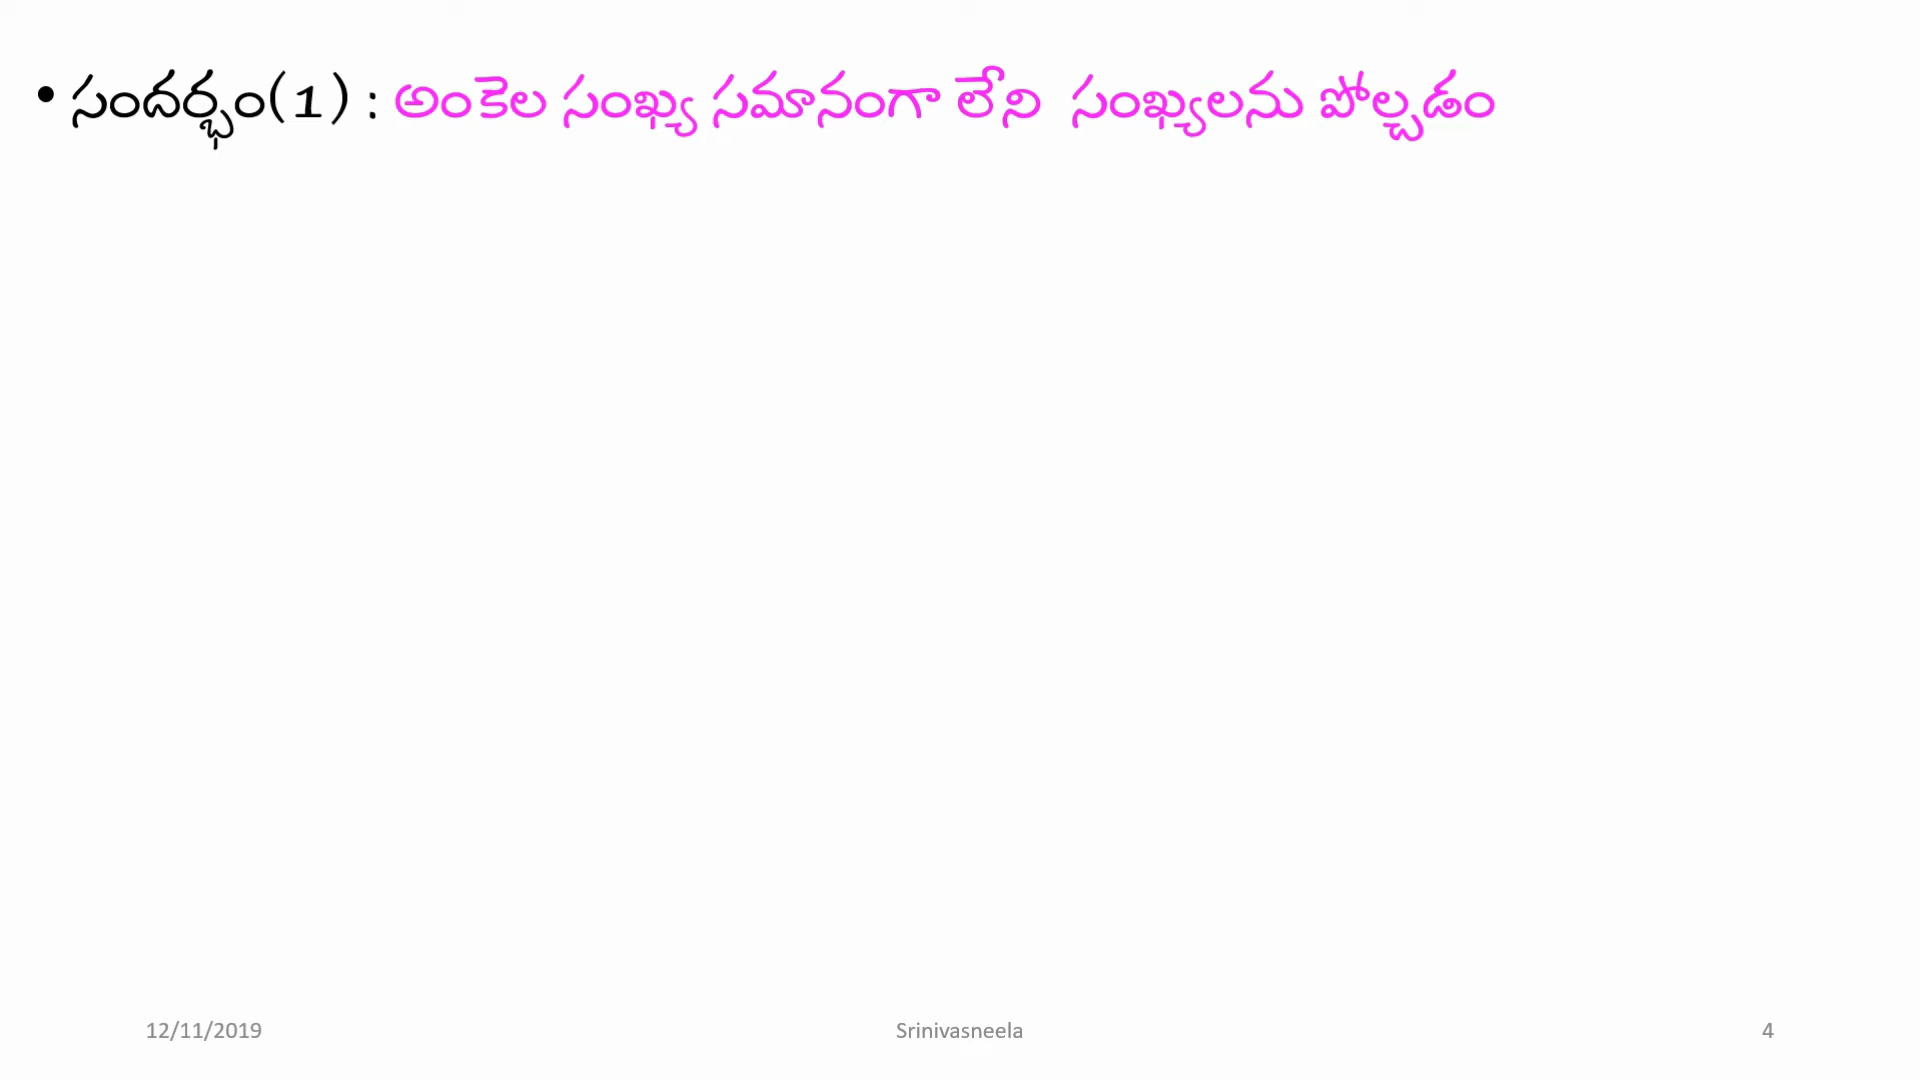 • సందర్భం(1) : అంకెల సంఖ్య సమానంగా లేని సంఖ్యలను పోల్చడం
12/11/2019
Srinivasneela
4